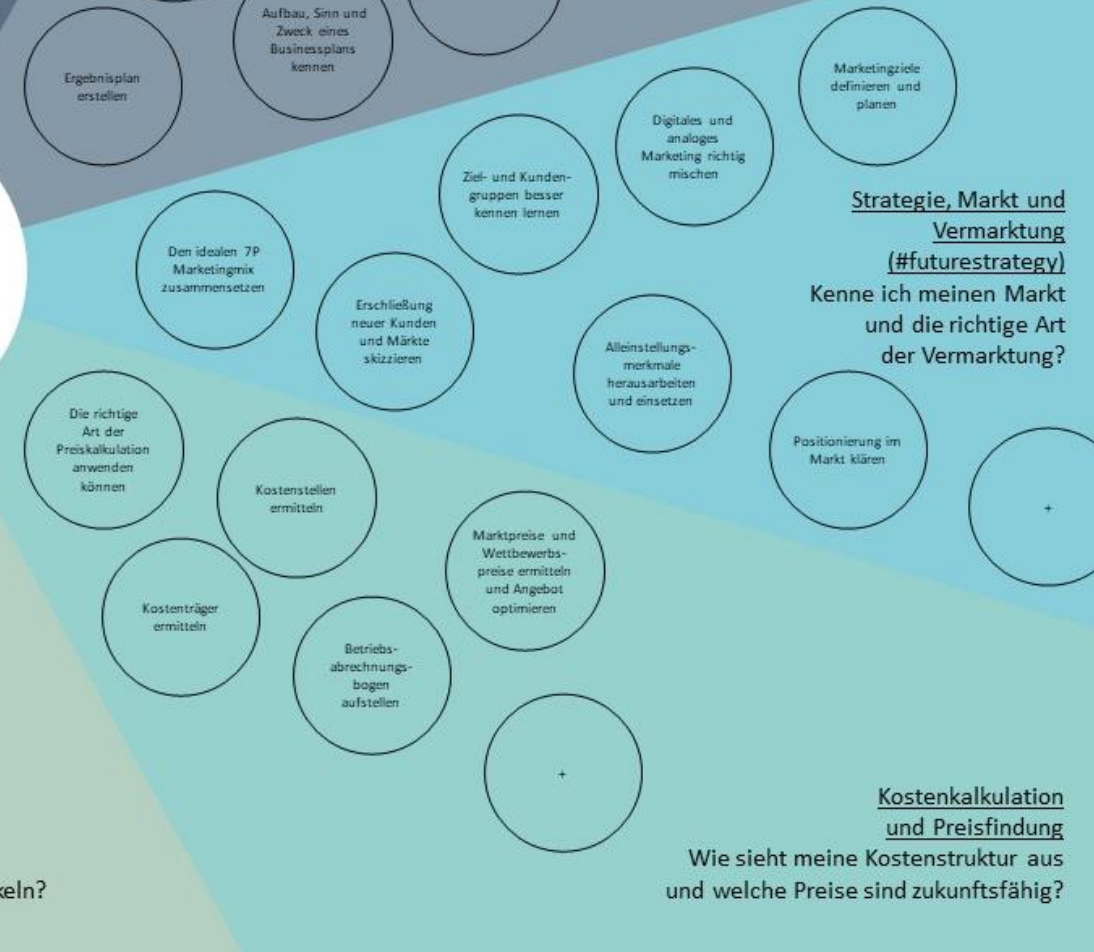 Aufbau, Sinn und
Zweck eines
Businessplans
kennen
Ergebnisplan
erstellen
Marketingziele
definieren und
planen
Digitales und
analoges
Marketing richtig
mischen
Ziel- und Kunden-
gruppen besser
kennen lernen
Den idealen 7P
Marketingmix
zusammensetzen
Erschließung
neuer Kunden
und Märkte
skizzieren
Alleinstellungs-
merkmale
herausarbeiten
und einsetzen
Positionierung im
Markt klären
+
Strategie, Markt und
Vermarktung
(#futurestrategy)
Kenne ich meinen Markt
und die richtige Art
der Vermarktung?
Die richtige
Art der
Preiskalkulation
anwenden
können
Kostenstellen
ermitteln
Marktpreise und
Wettbewerbs-
preise ermitteln
und Angebot
optimieren
Kostenträger
ermitteln
Betriebs-
abrechnungs-
bogen
aufstellen
+
Kostenkalkulation
und Preisfindung
Wie sieht meine Kostenstruktur aus
und welche Preise sind zukunftsfähig?